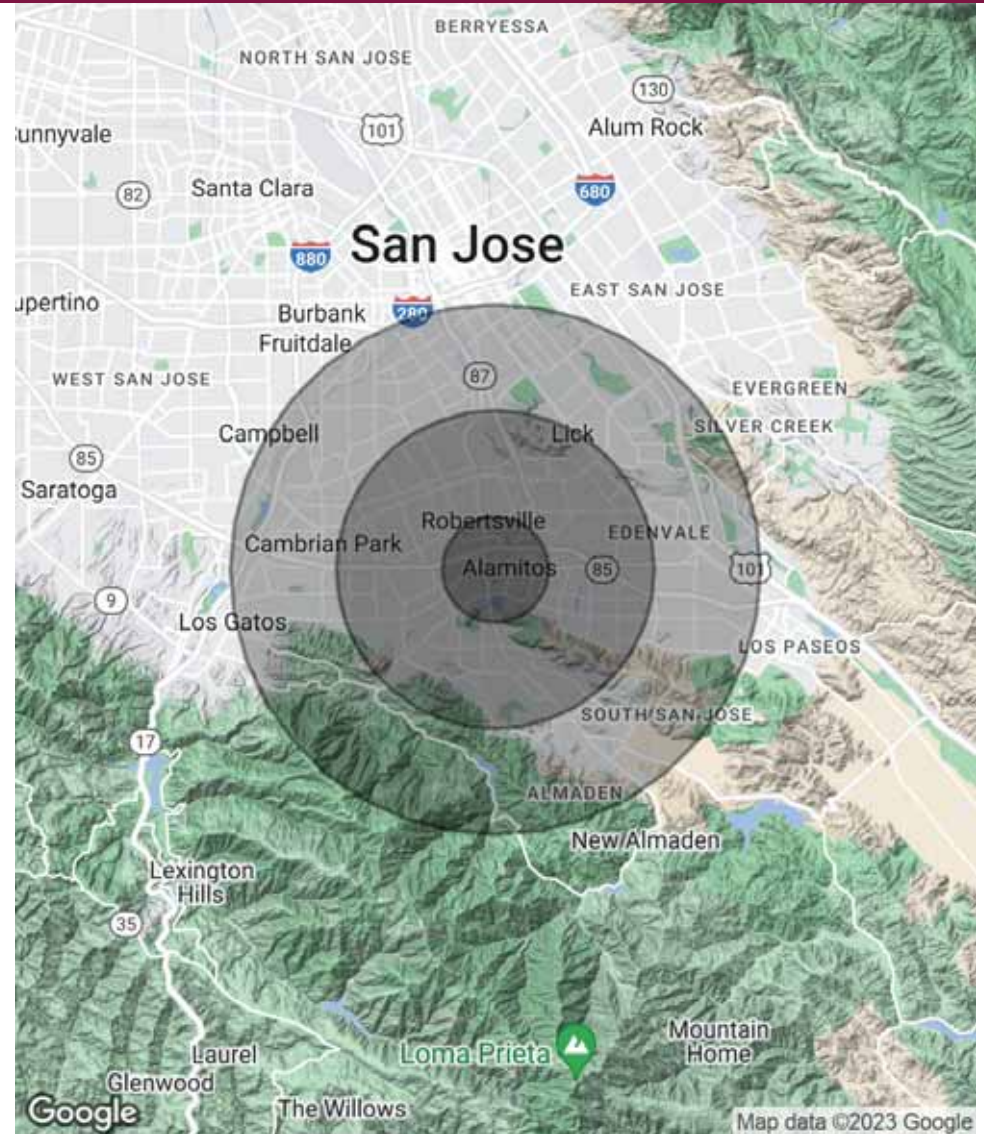 BERRYESSA
NORTH SAN JOSE
130
unnyvale
101
Alum Rock
82
Santa Clara
680
San Jose
880
EAST SAN JOSE
upertino
Burbank
280
Fruitdale
87
WEST SAN JOSE
EVERGREEN
Campbell
Lick
SILVER CREEK
85
Saratoga
Robertsville
EDENVALE
Cambrian Park
Alamitos
85
101
9
Los Gatos
LOS PASEOS
SOUTH SAN JOSE
17
ALMADEN
New Almaden
Lexington
Hills
35
Mountain
Home
Laurel
Loma Prieta
Glenwood
The Willows
Google
Map data ©2023 Google